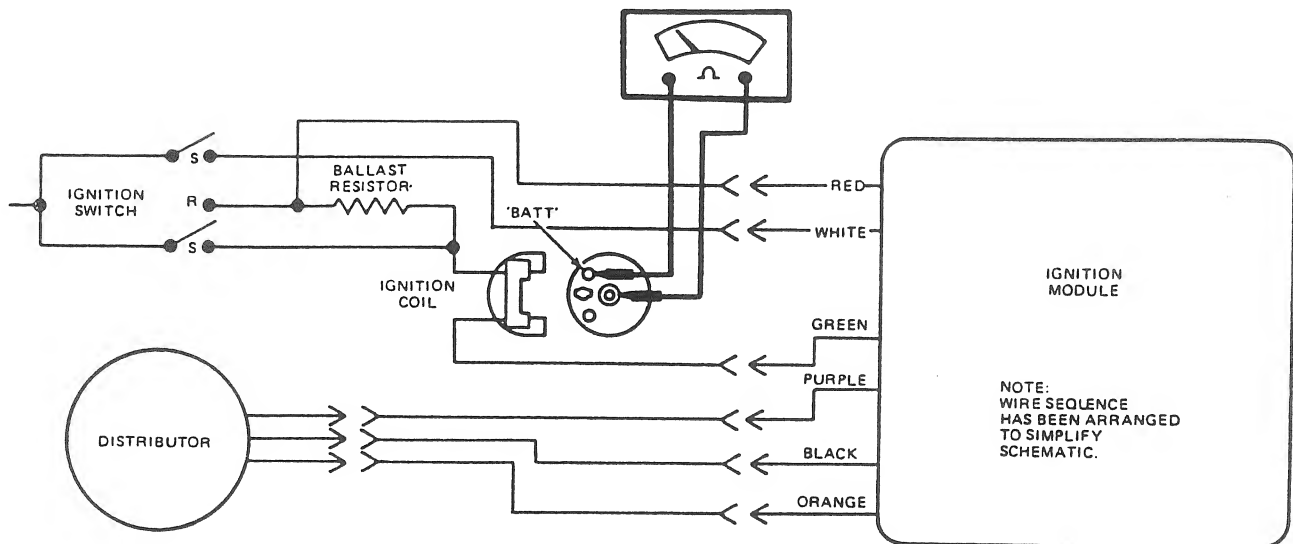 Ω
S
IGNITION
SWITCH
R
S
BALLAST
RESISTOR
'BATT'
IGNITION
COIL
RED
WHITE
GREEN
PURPLE
BLACK
ORANGE
DISTRIBUTOR
IGNITION
MODULE
NOTE:
WIRE SEQUENCE
HAS BEEN ARRANGED
TO SIMPLIFY
SCHEMATIC.